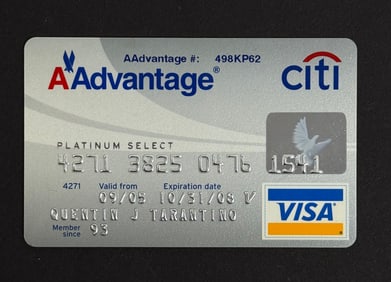 AAdvantage #: 498KP62
AAdvantage®
citi
PLATINUM SELECT
4271 3825 0476 1541
4271 Valid from Expiration date
09/05 10/31/08 V
VISA
QUENTIN J TARANTINO
Member since 93